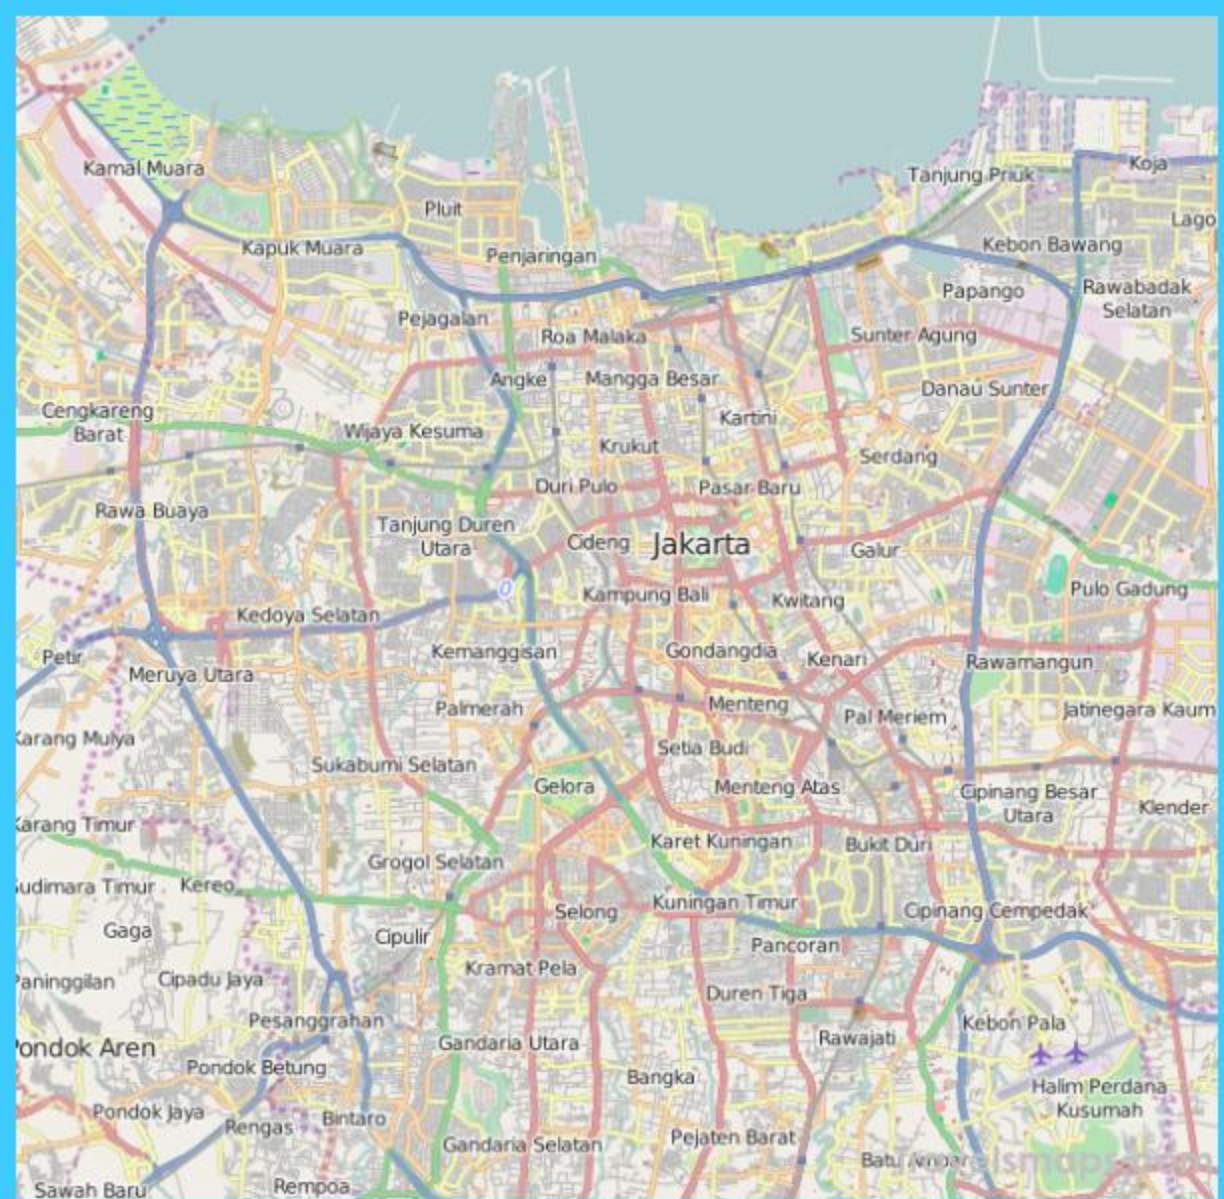 Kamal Muara
Tanjung Priuk
Koja
Pluit
Lago
Kapuk Muara
Penjaringan
Kebon Bawang
Papango
Rawabadak
Selatan
Pejagalan
Roa Malaka
Sunter Agung
Angke
Mangga Besar
Danau Sunter
Cengkareng
Barat
Kartini
Wijaya Kesuma
Krukut
Serdang
Duri Pulo
Pasar Baru
Rawa Buaya
Tanjung Duren
Utara
Cideng
Jakarta
Galur
Pulo Gadung
Kampung Bali
Kwitang
Kedoya Selatan
Petir
Kemanggisan
Gondangdia
Kenari
Rawamangun
Meruya Utara
Palmerah
Menteng
Pal Meriem
Jatinegara Kaum
Karang Mulya
Setia Budi
Sukabumi Selatan
Gelora
Menteng Atas
Cipinang Besar
Utara
Klender
Karang Timur
Karet Kuningan
Bukit Duri
Grogol Selatan
Sudimara Timur
Kereo
Kuningan Timur
Selong
Cipinang Cempedak
Gaga
Cipulir
Pancoran
Kramat Pela
Paninggilan
Cipadu Jaya
Duren Tiga
Pesanggrahan
Kebon Pala
Rawajati
Pondok Aren
Gandaria Utara
Pondok Betung
Bangka
Halim Perdana
Kusumah
Pondok Jaya
Rengas
Bintaro
Pejaten Barat
Gandaria Selatan
Batu Ampar
Sawah Baru
Rempoa